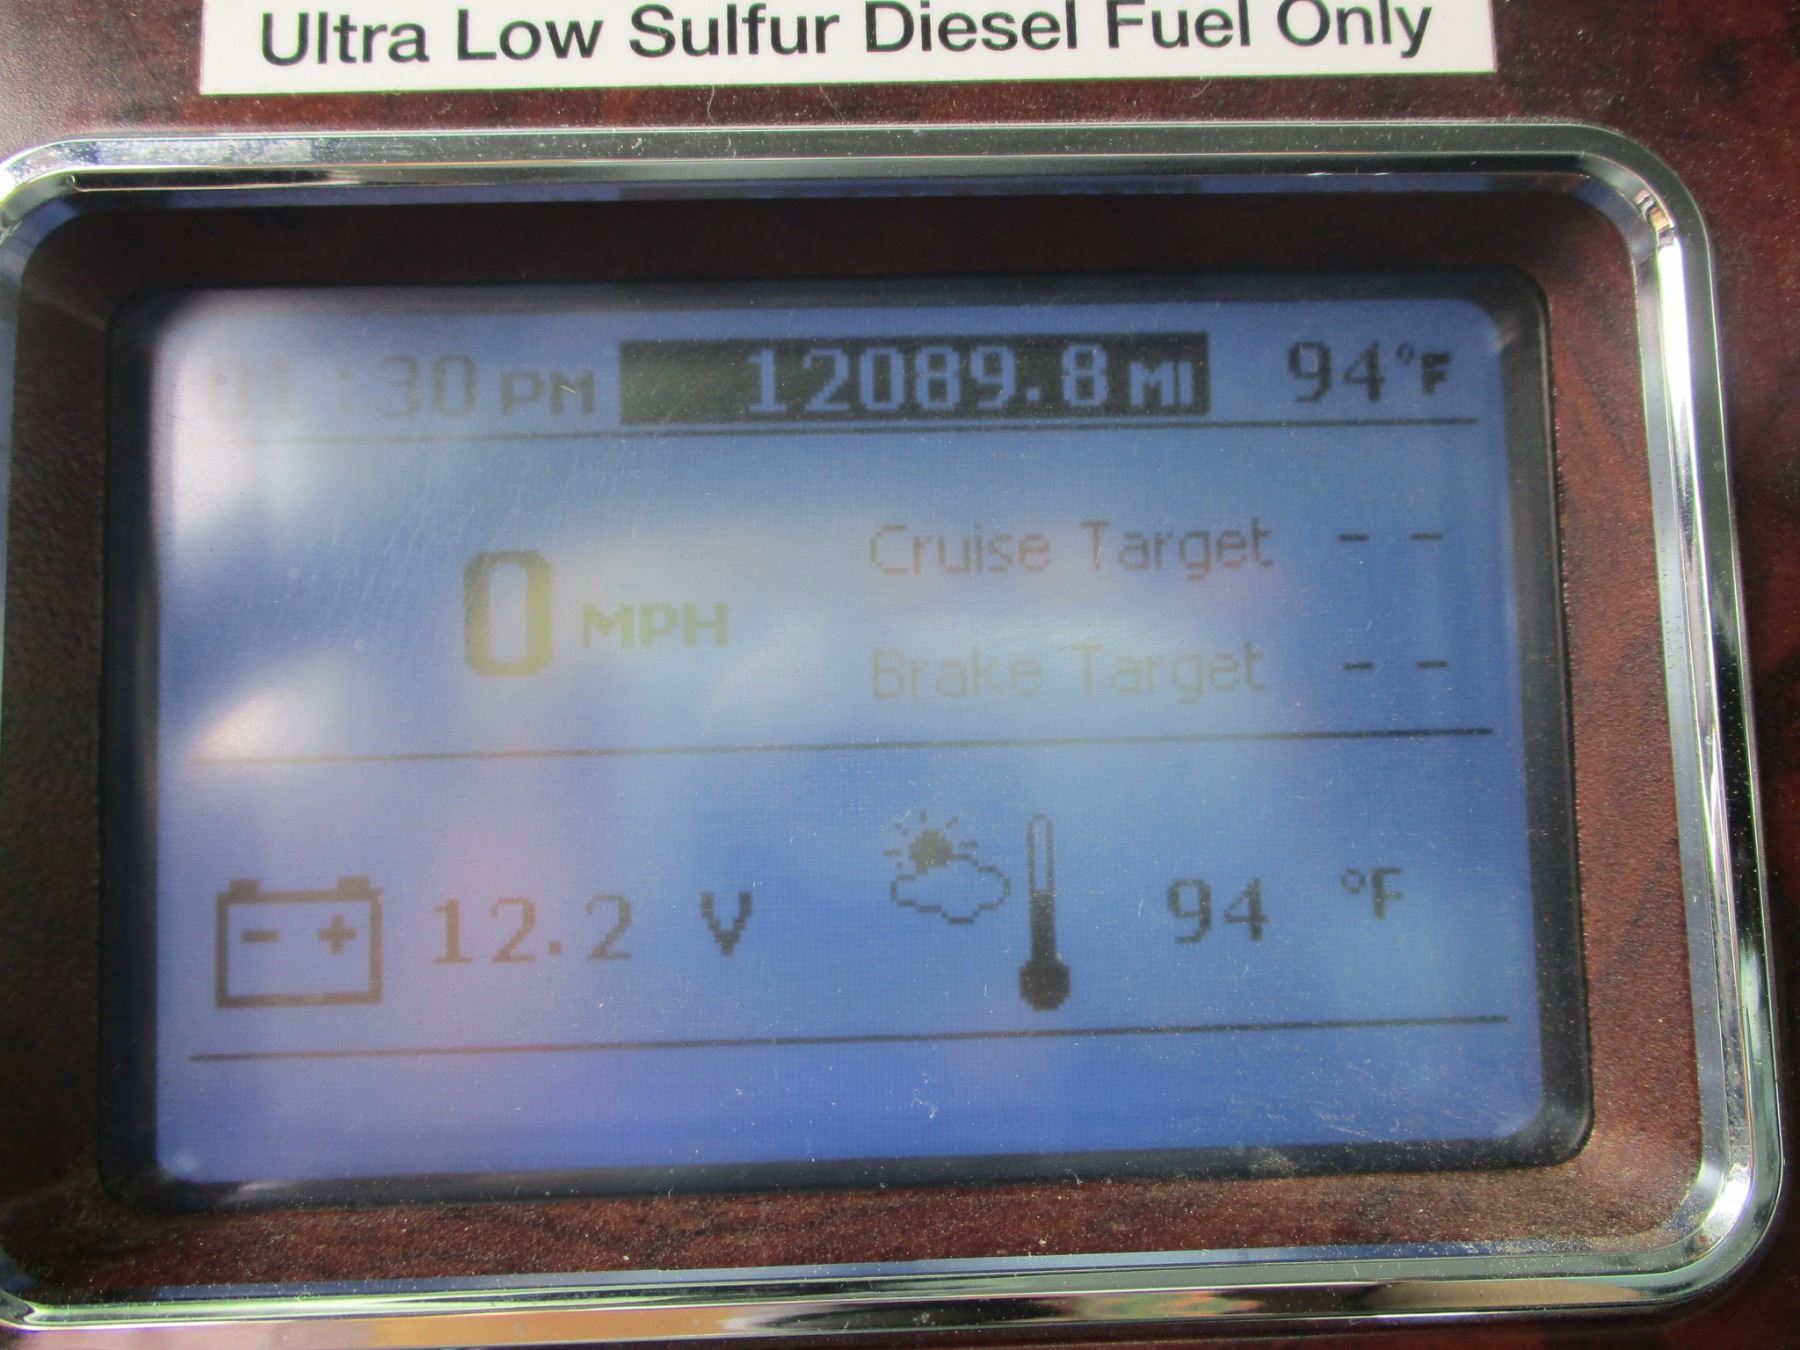 Ultra Low Sulfur Diesel Fuel Only
01:30 PM 12089.8 MI 94°F
0 MPH
Cruise Target - -
Brake Target - -
- + 12.2 V 94 °F